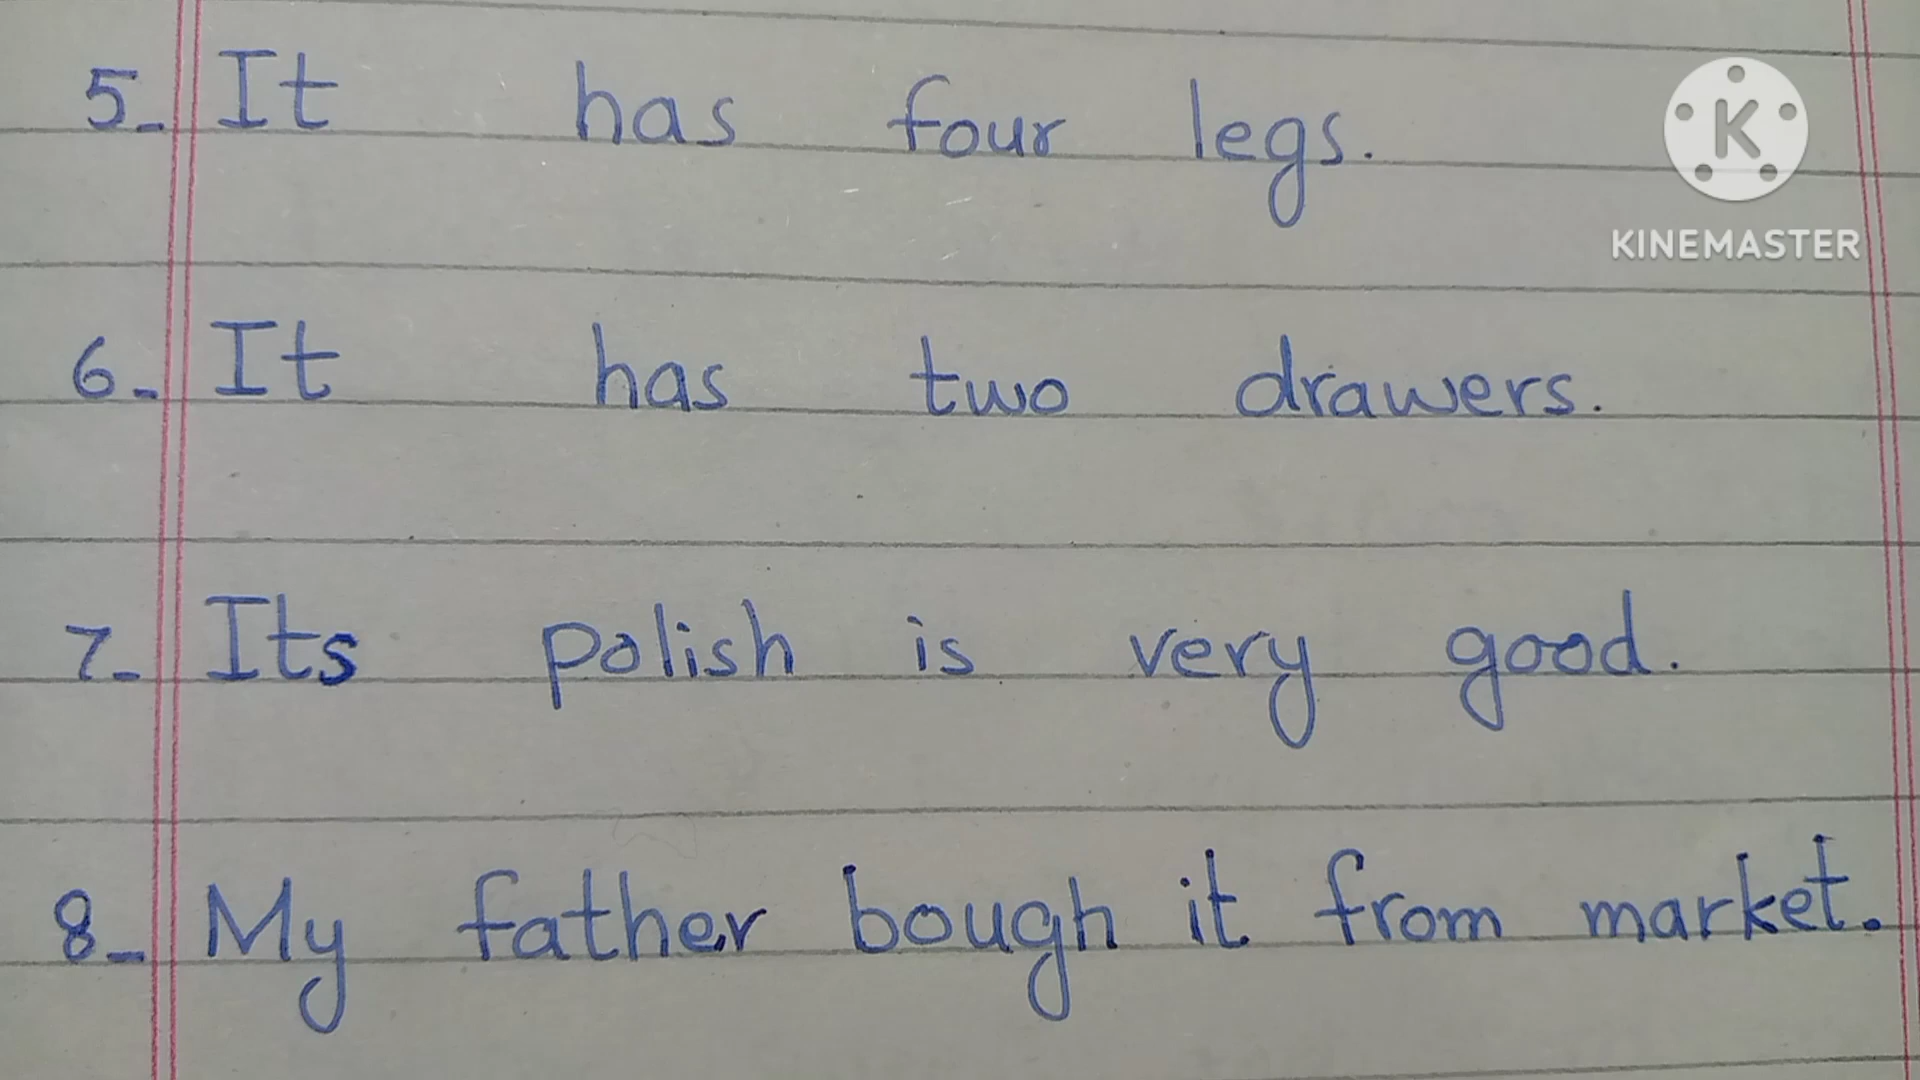 5- It has four legs.
KINEMASTER
6- It has two drawers.
7- Its polish is very good.
8- My father bough it from market.